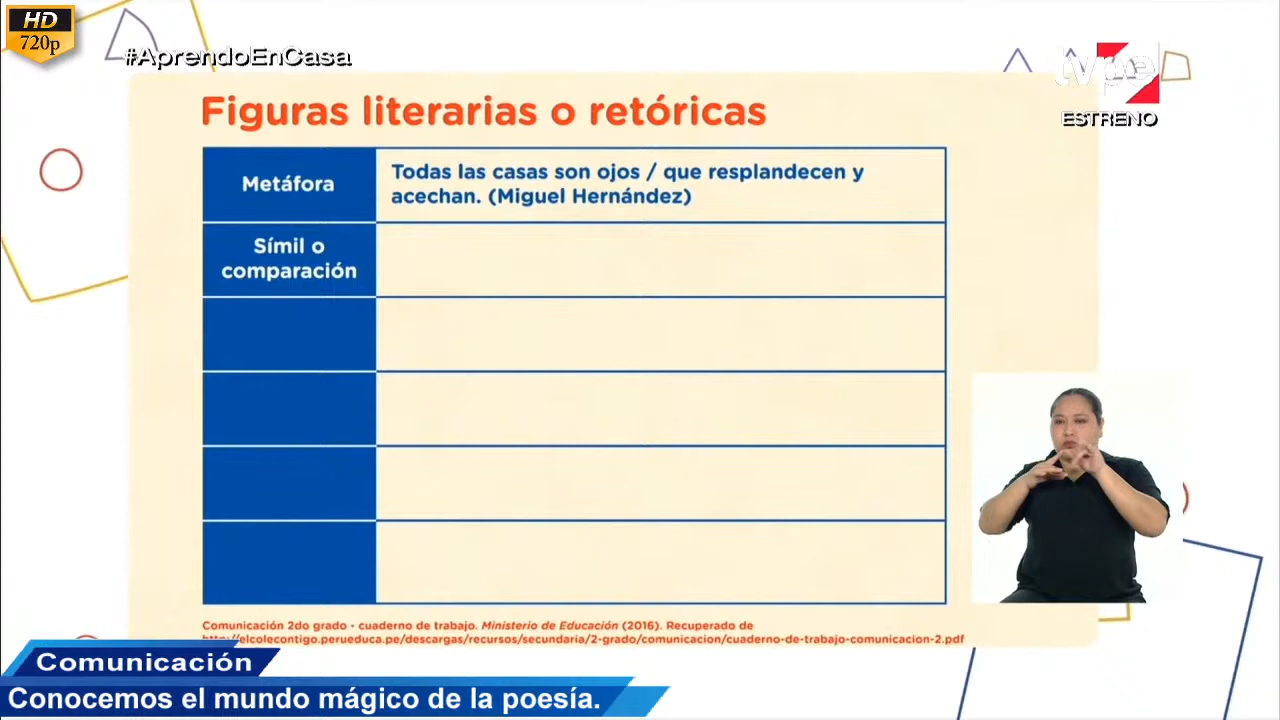 HD
720p
#AprendoEnCasa
tvpe
ESTRENO
Figuras literarias o retóricas
Metáfora
Todas las casas son ojos / que resplandecen y
acechan. (Miguel Hernández)
Símil o
comparación
Comunicación 2do grado - cuaderno de trabajo. Ministerio de Educación (2016). Recuperado de
http://elcolecontigo.perueduca.pe/descargas/recursos/secundaria/2-grado/comunicacion/cuaderno-de-trabajo-comunicacion-2.pdf
Comunicación
Conocemos el mundo mágico de la poesía.